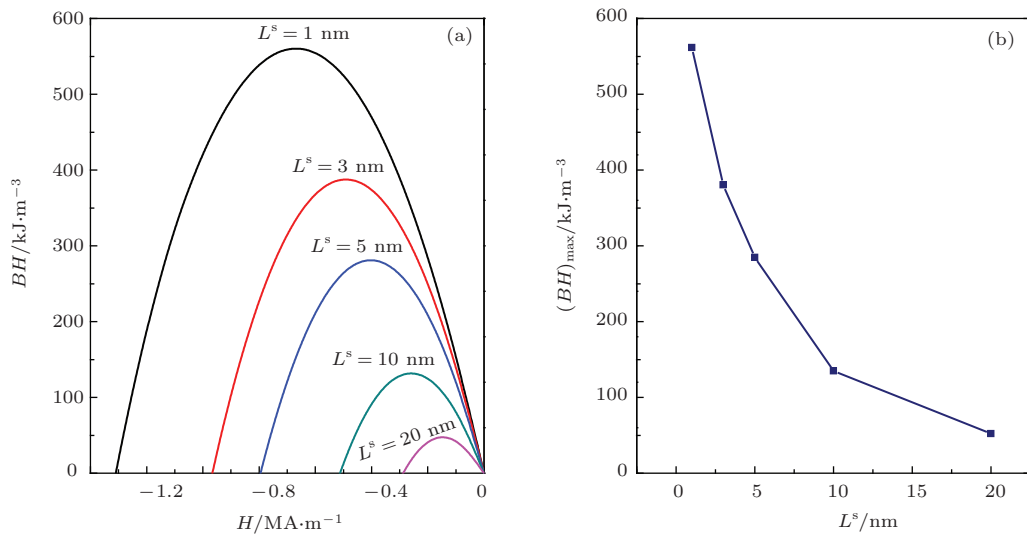 (a)
600
500
400
300
200
100
0
BH/kJ·m⁻³
Lˢ = 1 nm
Lˢ = 3 nm
Lˢ = 5 nm
Lˢ = 10 nm
Lˢ = 20 nm
−1.2 −0.8 −0.4 0
H/MA·m⁻¹
(b)
600
500
400
300
200
100
0
(BH)max/kJ·m⁻³
0 5 10 15 20
Lˢ/nm